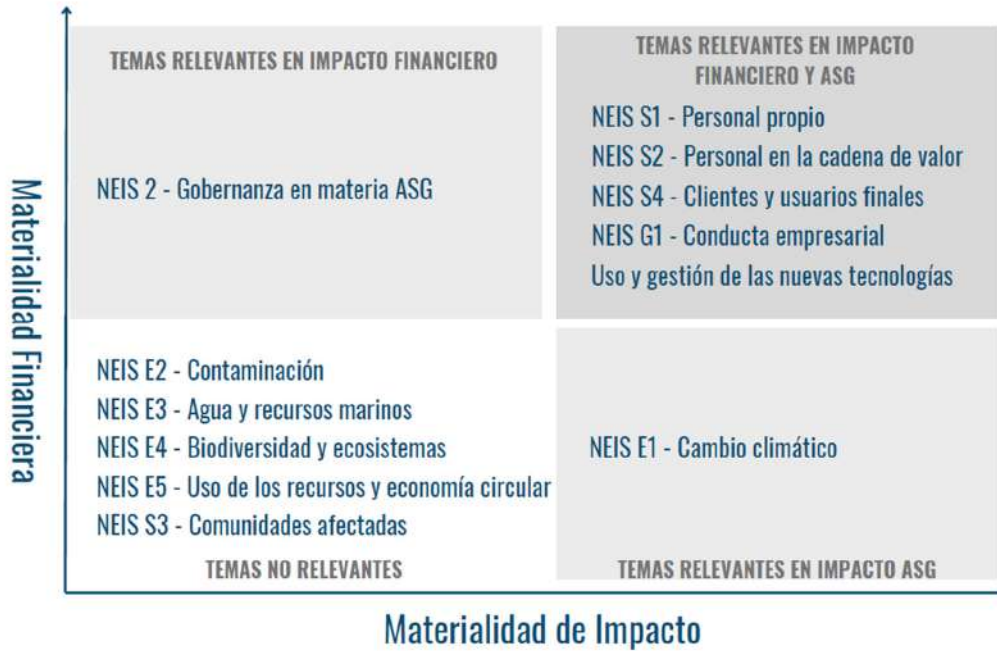 TEMAS RELEVANTES EN IMPACTO FINANCIERO
NEIS 2 - Gobernanza en materia ASG
TEMAS RELEVANTES EN IMPACTO
FINANCIERO Y ASG
NEIS S1 - Personal propio
NEIS S2 - Personal en la cadena de valor
NEIS S4 - Clientes y usuarios finales
NEIS G1 - Conducta empresarial
Uso y gestión de las nuevas tecnologías
Materialidad Financiera
NEIS E2 - Contaminación
NEIS E3 - Agua y recursos marinos
NEIS E4 - Biodiversidad y ecosistemas
NEIS E5 - Uso de los recursos y economía circular
NEIS S3 - Comunidades afectadas
TEMAS NO RELEVANTES
NEIS E1 - Cambio climático
TEMAS RELEVANTES EN IMPACTO ASG
Materialidad de Impacto